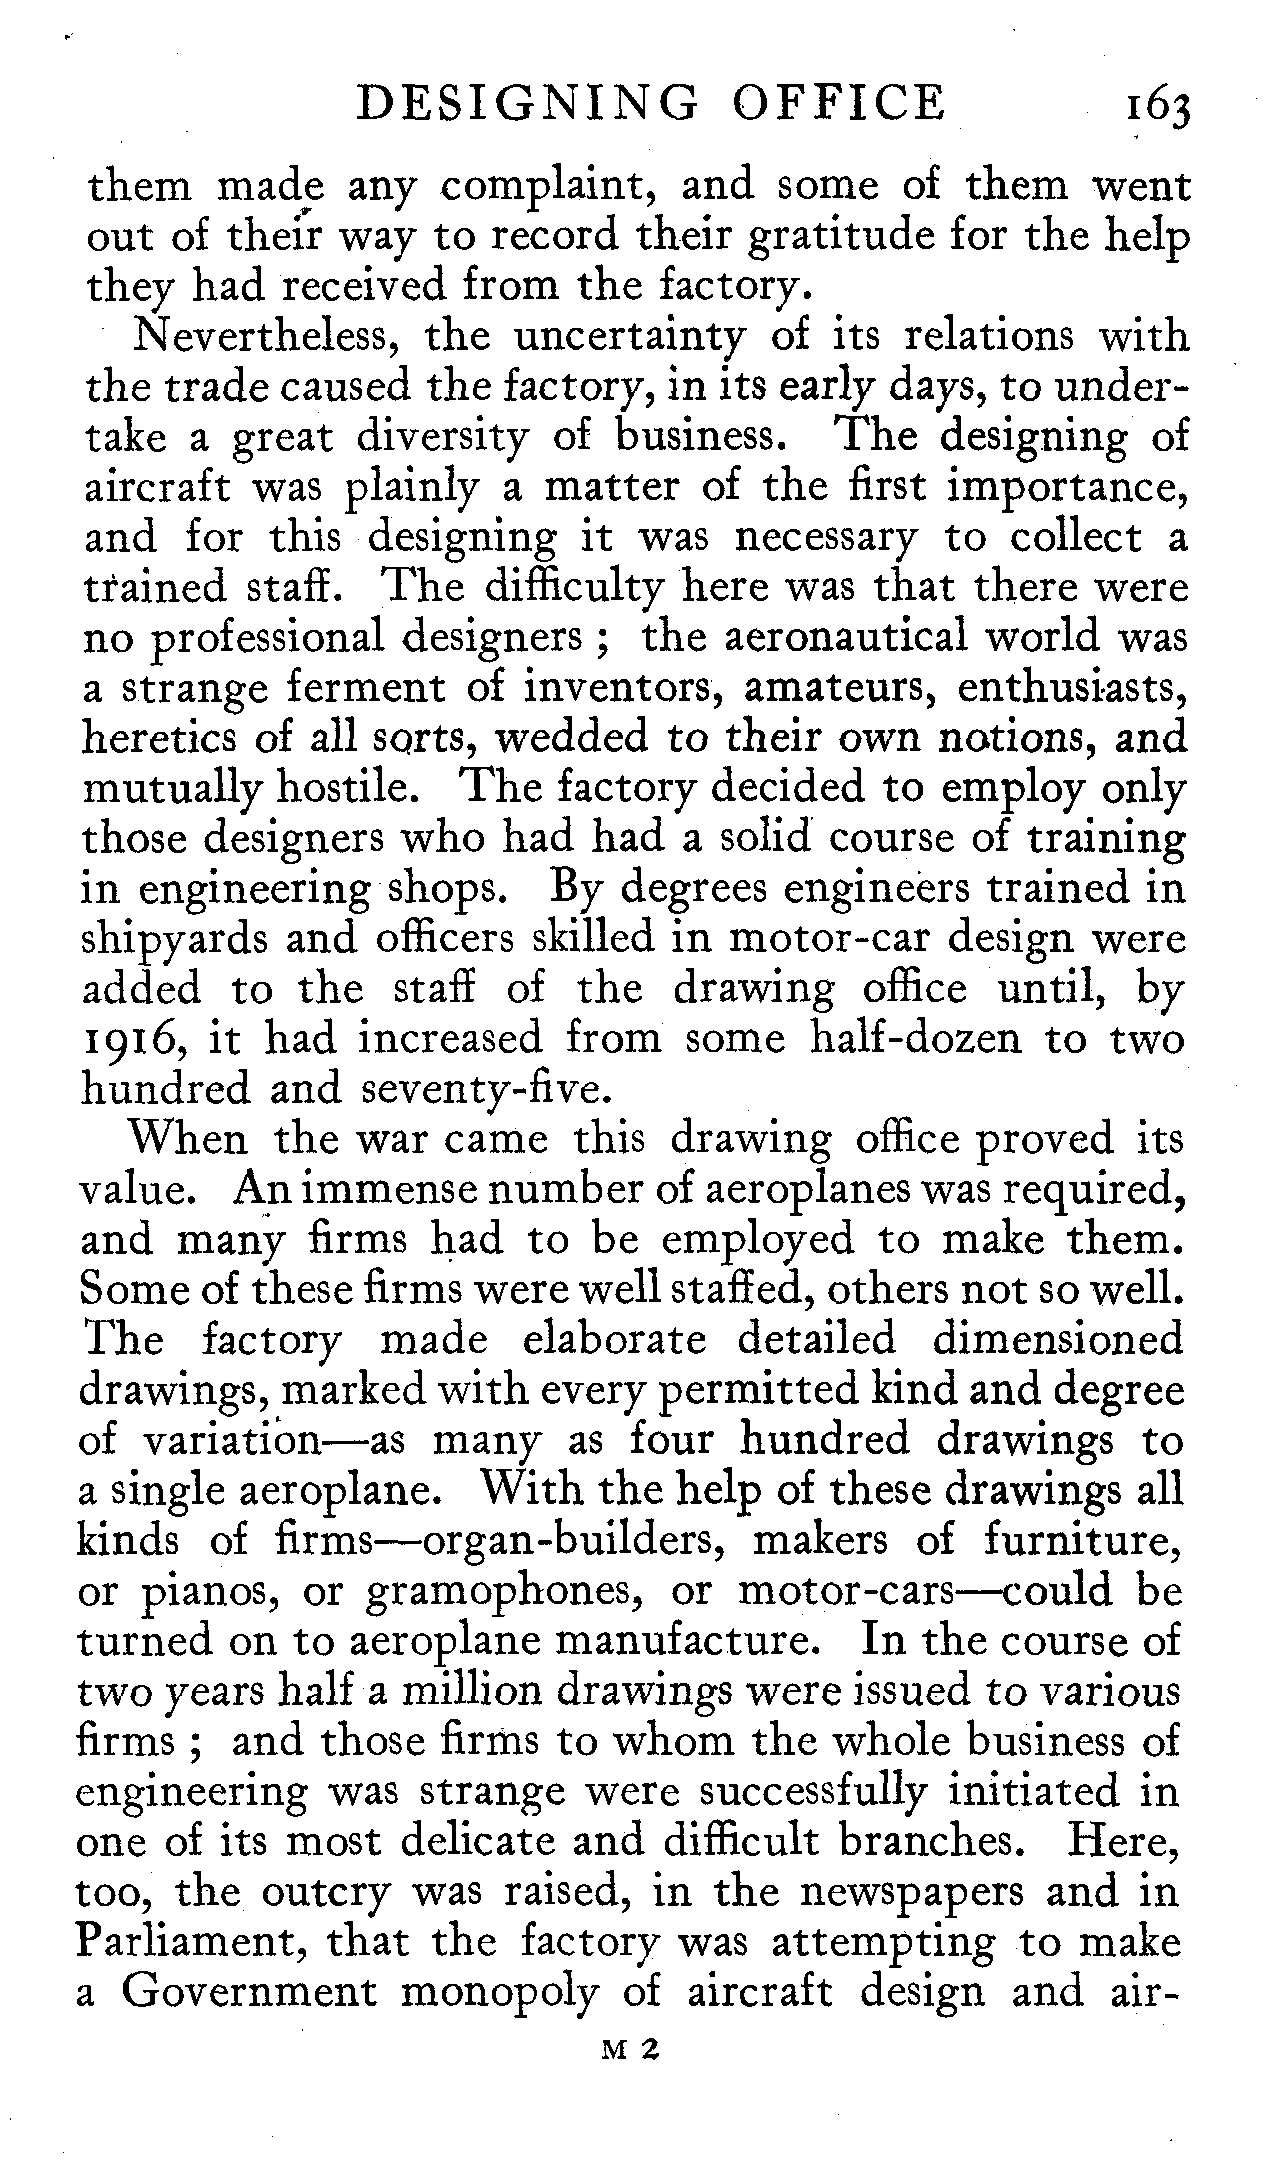 DESIGNING OFFICE 163
them made any complaint, and some of them went
out of their way to record their gratitude for the help
they had received from the factory.
Nevertheless, the uncertainty of its relations with
the trade caused the factory, in its early days, to under-
take a great diversity of business. The designing of
aircraft was plainly a matter of the first importance,
and for this designing it was necessary to collect a
trained staff. The difficulty here was that there were
no professional designers ; the aeronautical world was
a strange ferment of inventors, amateurs, enthusiasts,
heretics of all sorts, wedded to their own notions, and
mutually hostile. The factory decided to employ only
those designers who had had a solid course of training
in engineering shops. By degrees engineers trained in
shipyards and officers skilled in motor-car design were
added to the staff of the drawing office until, by
1916, it had increased from some half-dozen to two
hundred and seventy-five.
When the war came this drawing office proved its
value. An immense number of aeroplanes was required,
and many firms had to be employed to make them.
Some of these firms were well staffed, others not so well.
The factory made elaborate detailed dimensioned
drawings, marked with every permitted kind and degree
of variation—as many as four hundred drawings to
a single aeroplane. With the help of these drawings all
kinds of firms—organ-builders, makers of furniture,
or pianos, or gramophones, or motor-cars—could be
turned on to aeroplane manufacture. In the course of
two years half a million drawings were issued to various
firms ; and those firms to whom the whole business of
engineering was strange were successfully initiated in
one of its most delicate and difficult branches. Here,
too, the outcry was raised, in the newspapers and in
Parliament, that the factory was attempting to make
a Government monopoly of aircraft design and air-
M 2